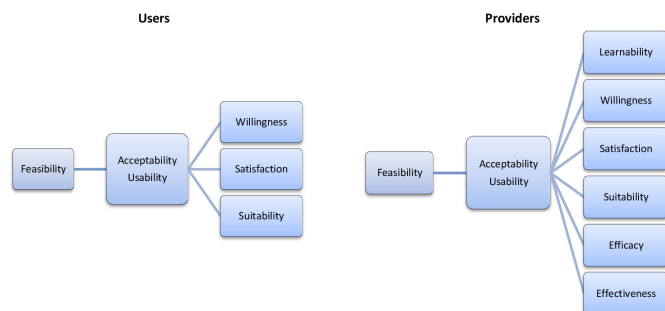 Users
Willingness
Feasibility
Acceptability
Usability
Satisfaction
Suitability
Providers
Learnability
Willingness
Feasibility
Acceptability
Usability
Satisfaction
Suitability
Efficacy
Effectiveness